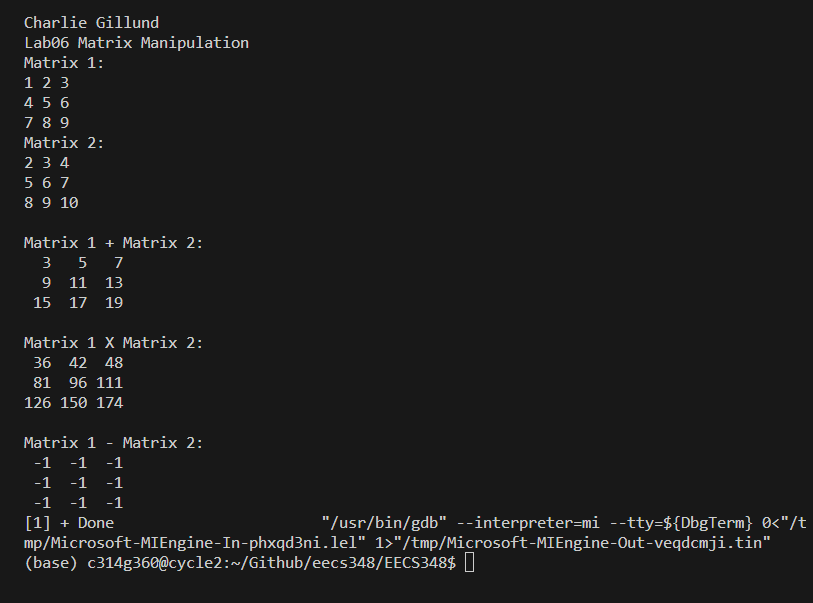 Charlie Gillund
Lab06 Matrix Manipulation
Matrix 1:
1 2 3
4 5 6
7 8 9
Matrix 2:
2 3 4
5 6 7
8 9 10

Matrix 1 + Matrix 2:
  3   5   7
  9  11  13
 15  17  19

Matrix 1 X Matrix 2:
 36  42  48
 81  96 111
126 150 174

Matrix 1 - Matrix 2:
 -1  -1  -1
 -1  -1  -1
 -1  -1  -1
[1] + Done                       "/usr/bin/gdb" --interpreter=mi --tty=${DbgTerm} 0<"/t
mp/Microsoft-MIEngine-In-phxqd3ni.lel" 1>"/tmp/Microsoft-MIEngine-Out-veqdcmji.tin"
(base) c314g360@cycle2:~/Github/eecs348/EECS348$